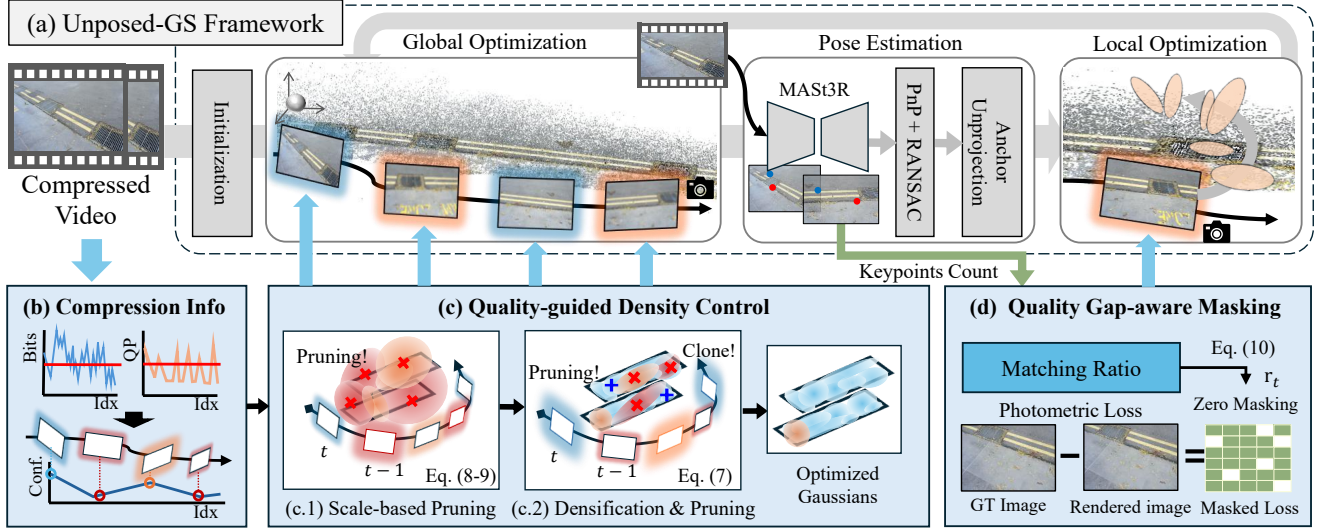 (a) Unposed-GS Framework
Global Optimization
Pose Estimation
Local Optimization
Compressed
Video
Initialization
MASt3R
PnP + RANSAC
Anchor
Unprojection
Keypoints Count
(b) Compression Info
Bits
Idx
QP
Idx
Conf.
Idx
(c) Quality-guided Density Control
Pruning!
t
t − 1
Eq. (8-9)
(c.1) Scale-based Pruning
Pruning!
Clone!
t
t − 1
Eq. (7)
(c.2) Densification & Pruning
Optimized
Gaussians
(d) Quality Gap-aware Masking
Matching Ratio
Eq. (10)
rt
Zero Masking
Photometric Loss
GT Image
Rendered image
Masked Loss